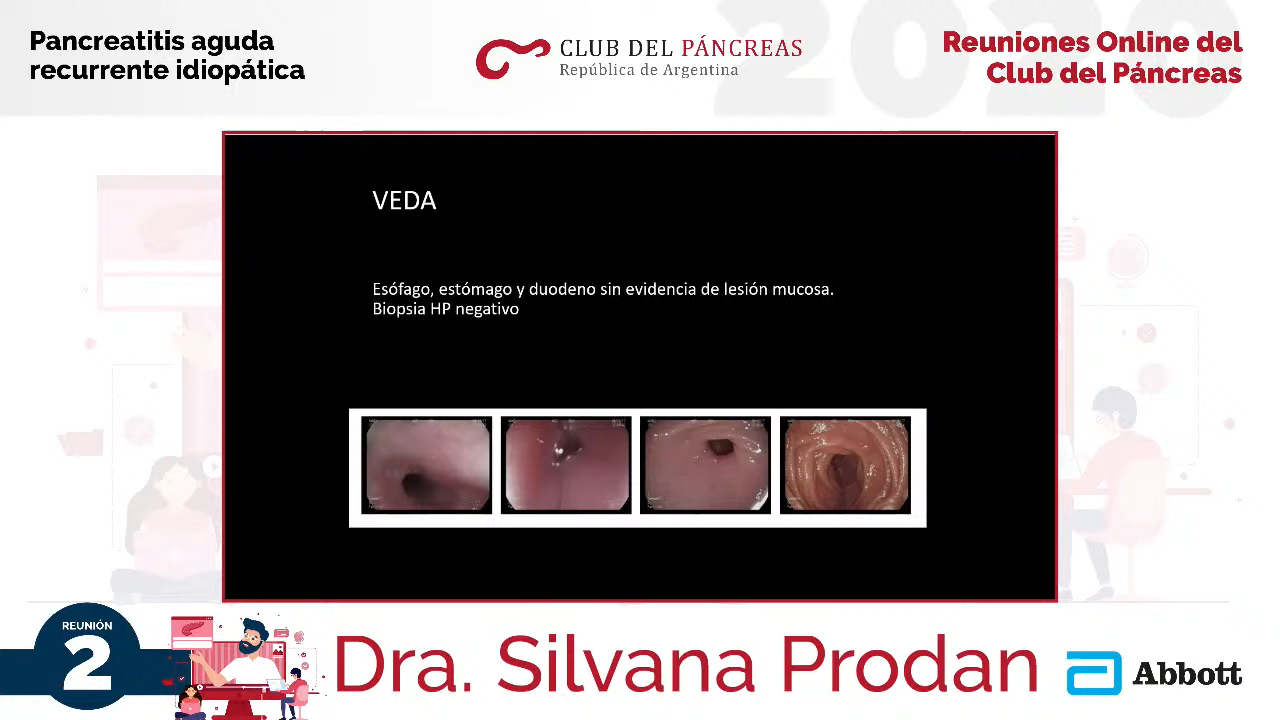 Pancreatitis aguda
recurrente idiopática
CLUB DEL PÁNCREAS
República de Argentina
2020
Reuniones Online del
Club del Páncreas
VEDA
Esófago, estómago y duodeno sin evidencia de lesión mucosa.
Biopsia HP negativo
REUNIÓN
2
Dra. Silvana Prodan
Abbott